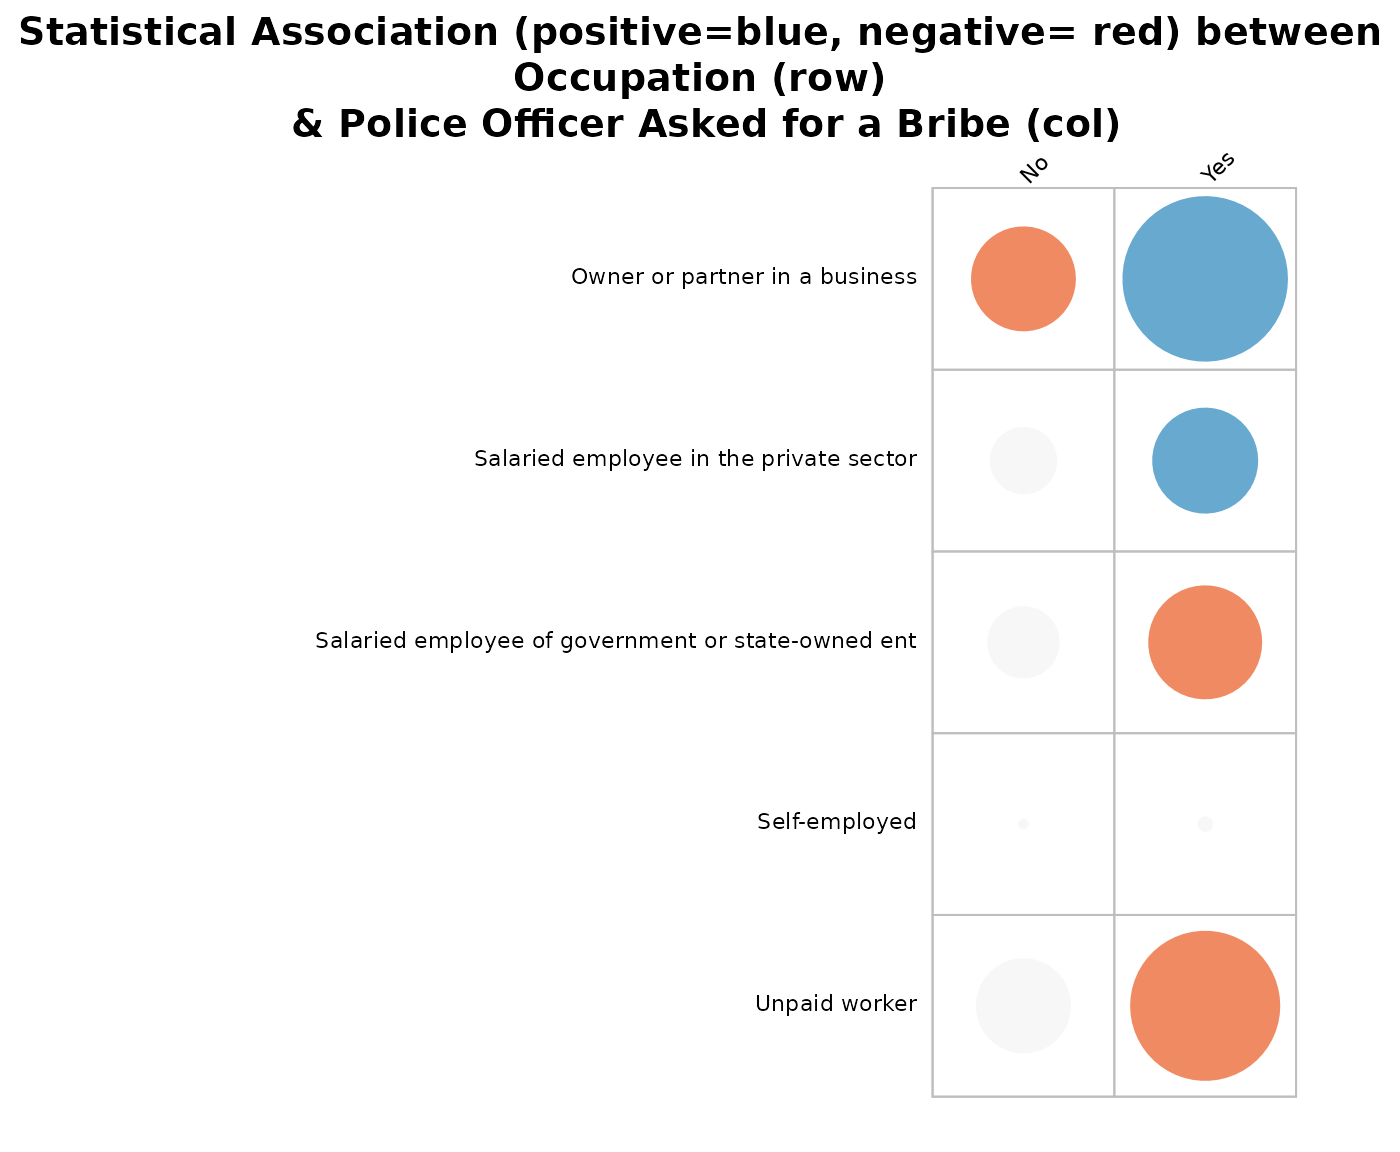 Statistical Association (positive=blue, negative= red) between
Occupation (row)
& Police Officer Asked for a Bribe (col)
No
Yes
Owner or partner in a business
Salaried employee in the private sector
Salaried employee of government or state-owned ent
Self-employed
Unpaid worker